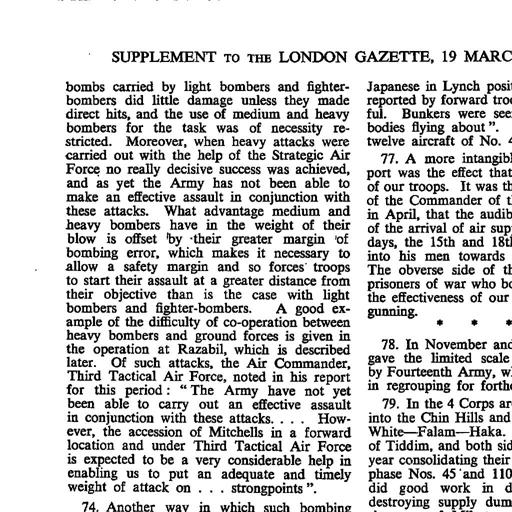 SUPPLEMENT TO THE LONDON GAZETTE, 19 MARC
bombs carried by light bombers and fighter-
bombers did little damage unless they made
direct hits, and the use of medium and heavy
bombers for the task was of necessity re-
stricted. Moreover, when heavy attacks were
carried out with the help of the Strategic Air
Force no really decisive success was achieved,
and as yet the Army has not been able to
make an effective assault in conjunction with
these attacks. What advantage medium and
heavy bombers have in the weight of their
blow is offset by their greater margin of
bombing error, which makes it necessary to
allow a safety margin and so forces troops
to start their assault at a greater distance from
their objective than is the case with light
bombers and fighter-bombers. A good ex-
ample of the difficulty of co-operation between
heavy bombers and ground forces is given in
the operation at Razabil, which is described
later. Of such attacks, the Air Commander,
Third Tactical Air Force, noted in his report
for this period: "The Army have not yet
been able to carry out an effective assault
in conjunction with these attacks. . . . How-
ever, the accession of Mitchells in a forward
location and under Third Tactical Air Force
is expected to be a very considerable help in
enabling us to put an adequate and timely
weight of attack on . . . strongpoints".
74. Another way in which such bombing
Japanese in Lynch posit
reported by forward troo
ful. Bunkers were see
bodies flying about".
twelve aircraft of No. 4
77. A more intangibl
port was the effect that
of our troops. It was th
of the Commander of t
in April, that the audib
of the arrival of air sup
days, the 15th and 18th
into his men towards
The obverse side of th
prisoners of war who bo
the effectiveness of our
gunning.
* * *
78. In November and
gave the limited scale
by Fourteenth Army, w
in regrouping for forthe
79. In the 4 Corps ar
into the Chin Hills and
White—Falam—Haka.
of Tiddim, and both sid
year consolidating their
phase Nos. 45 and 110
did good work in d
destroying supply dum